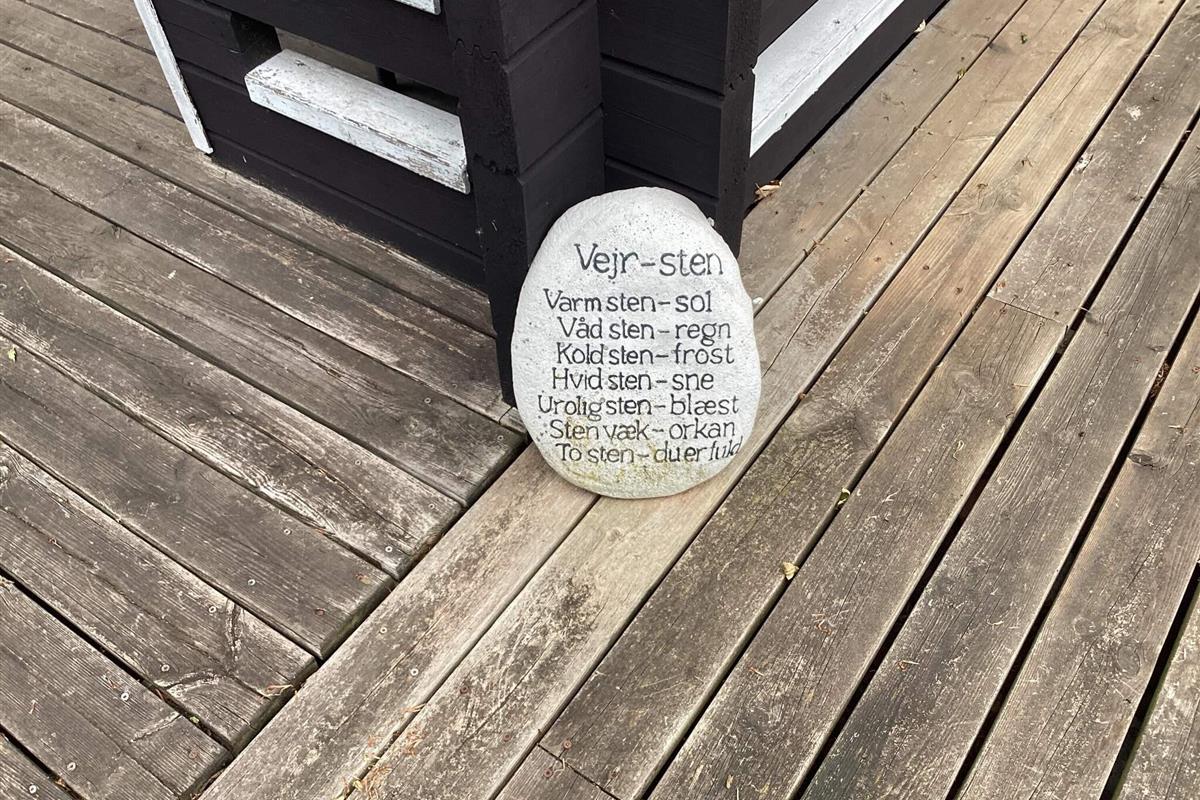 Vejr-sten
Varm sten - sol
Våd sten - regn
Kold sten - frost
Hvid sten - sne
Urolig sten - blæst
Sten væk - orkan
To sten - du er fuld